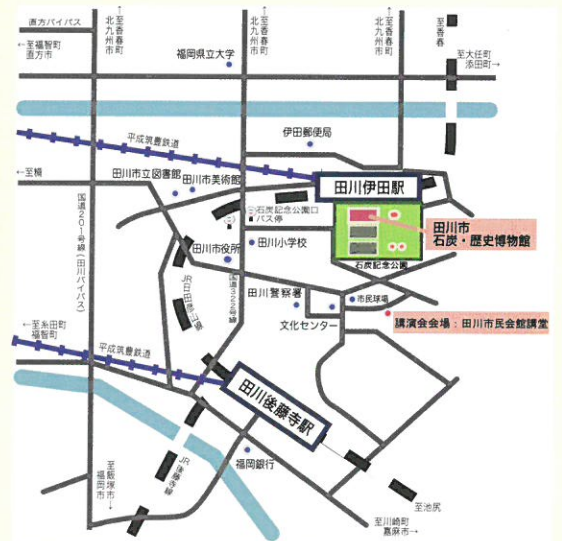 直方バイパス
←至香春町
北九州市
←至香春町
北九州市
←至香春町
北九州市
至香春
←至福智町
直方市
福岡県立大学
至大任町
添田町→
平成筑豊鉄道
伊田郵便局
←至糒
田川市立図書館
田川市美術館
田川伊田駅
石炭記念公園口
バス停
田川市
石炭・歴史博物館
国道201号線(田川バイパス)
田川市役所
田川小学校
石炭記念公園
JR日田彦山線
国道322号線
田川警察署
市民球場
←至糸田町
福智町
文化センター
講演会会場:田川市民会館講堂
平成筑豊鉄道
田川後藤寺駅
JR後藤寺線
福岡銀行
至飯塚市
福岡市→
至池尻
至川崎町
嘉麻市→